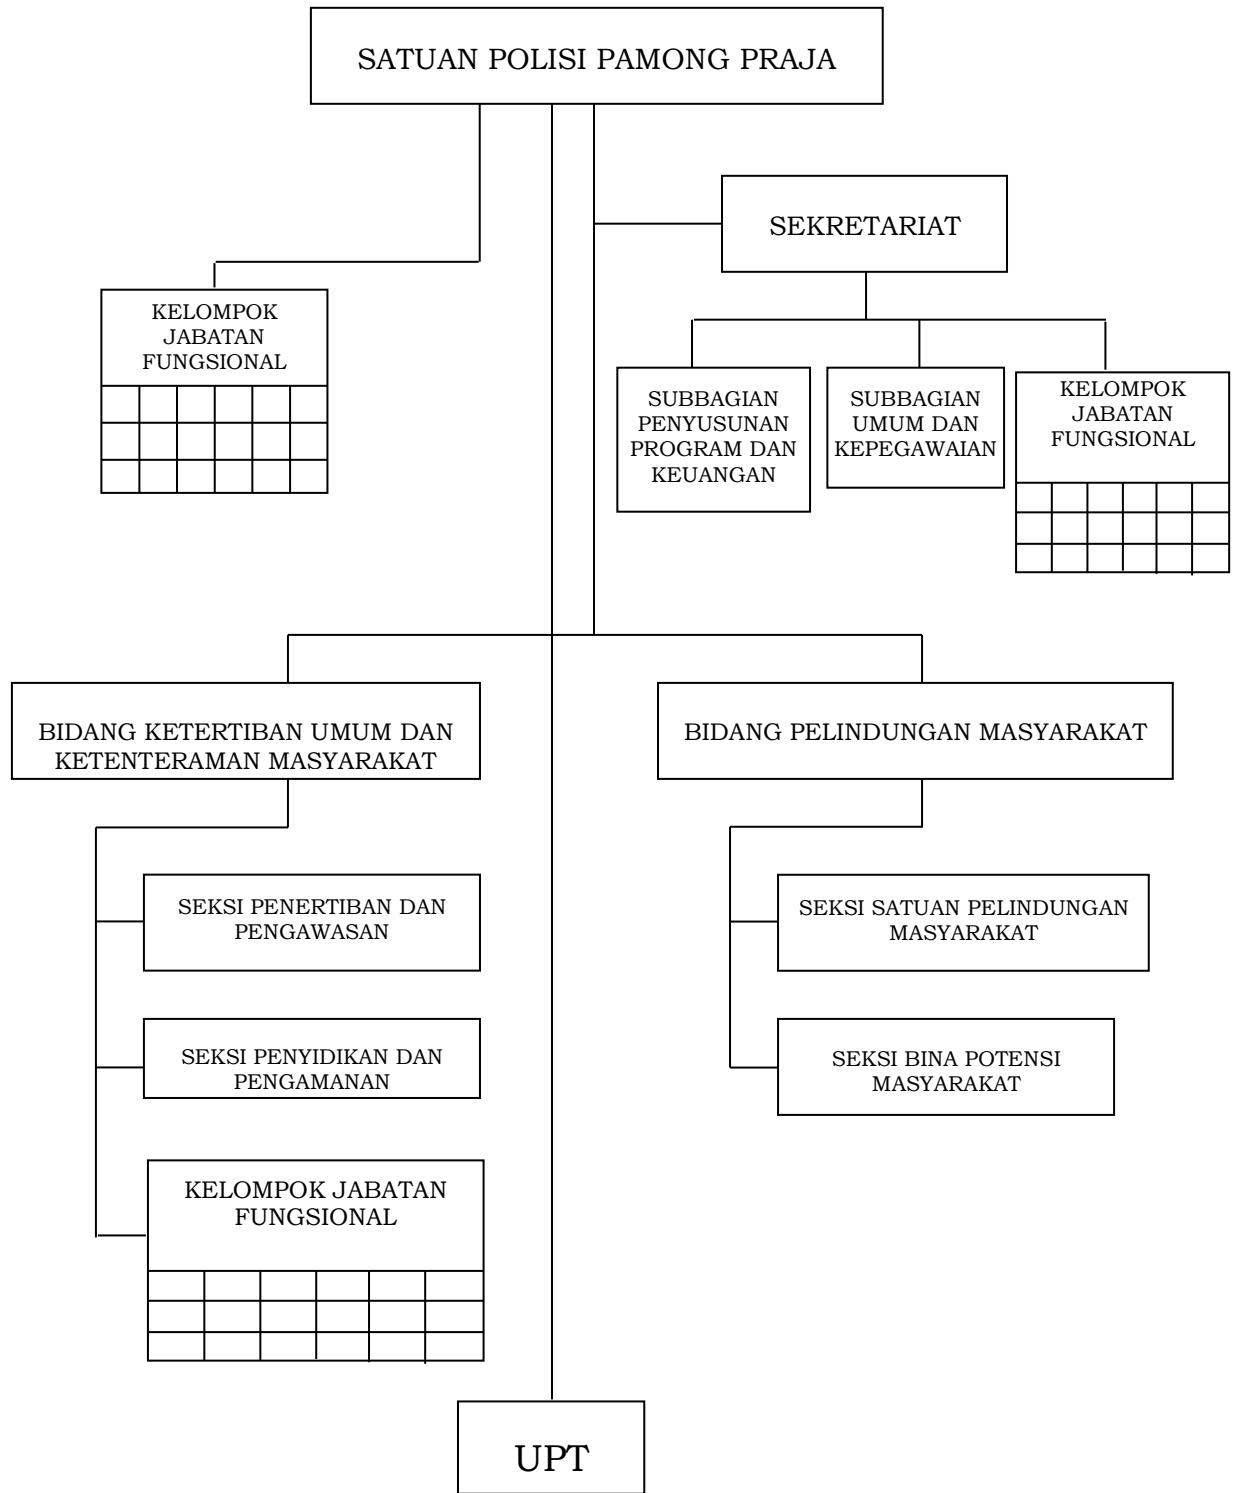 SATUAN POLISI PAMONG PRAJA
SEKRETARIAT
KELOMPOK
JABATAN
FUNGSIONAL
SUBBAGIAN
PENYUSUNAN
PROGRAM DAN
KEUANGAN
SUBBAGIAN
UMUM DAN
KEPEGAWAIAN
KELOMPOK
JABATAN
FUNGSIONAL
BIDANG KETERTIBAN UMUM DAN
KETENTERAMAN MASYARAKAT
BIDANG PELINDUNGAN MASYARAKAT
SEKSI PENERTIBAN DAN
PENGAWASAN
SEKSI SATUAN PELINDUNGAN
MASYARAKAT
SEKSI PENYIDIKAN DAN
PENGAMANAN
SEKSI BINA POTENSI
MASYARAKAT
KELOMPOK JABATAN
FUNGSIONAL
UPT